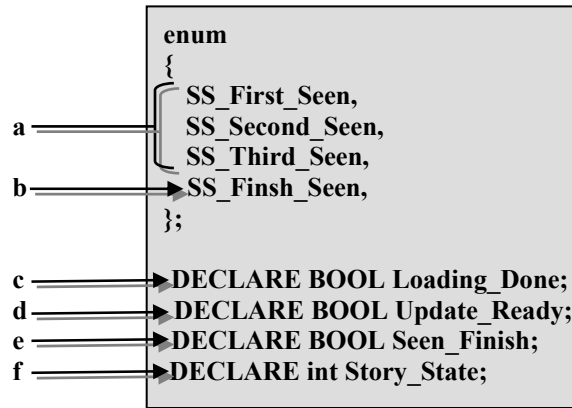 enum
{
SS_First_Seen,
a SS_Second_Seen,
SS_Third_Seen,
b SS_Finsh_Seen,
};
c DECLARE BOOL Loading_Done;
d DECLARE BOOL Update_Ready;
e DECLARE BOOL Seen_Finish;
f DECLARE int Story_State;